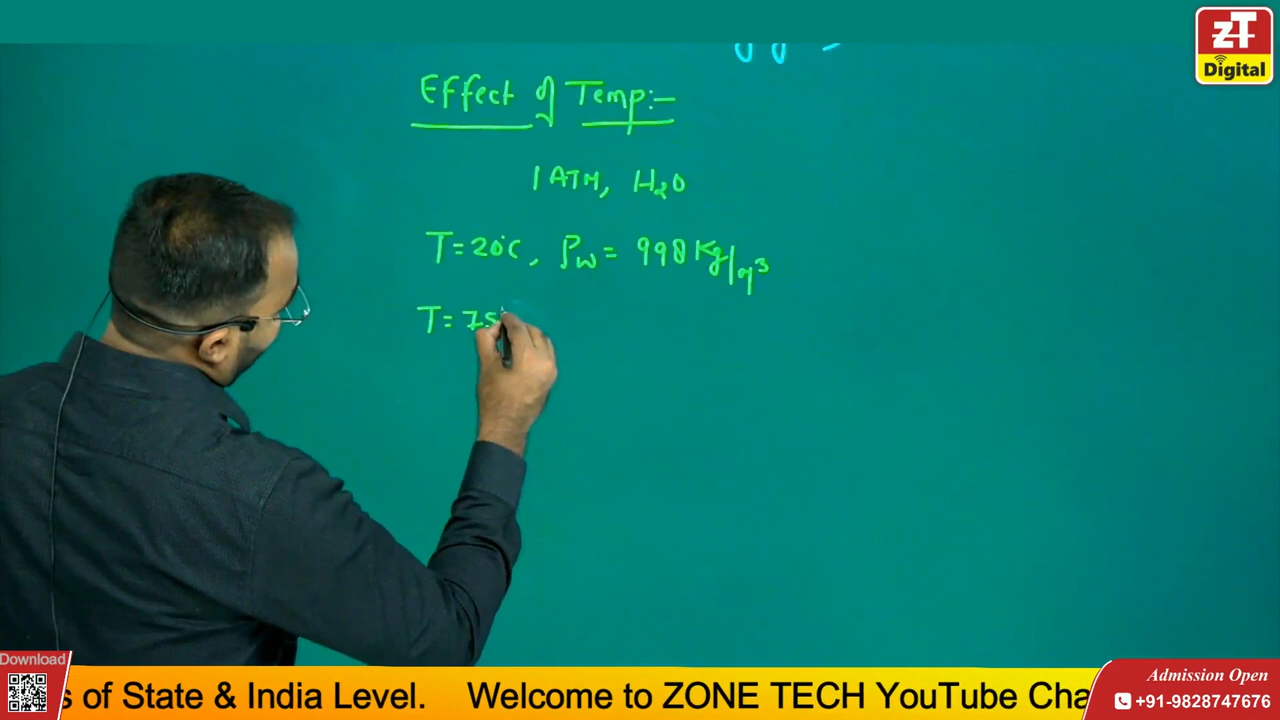 zT
Digital
Effect of Temp:-
1 ATM, H₂O
T=20°C, ρw = 998 Kg/m³
T= 75
Download
s of State & India Level. Welcome to ZONE TECH YouTube Cha
Admission Open
+91-9828747676